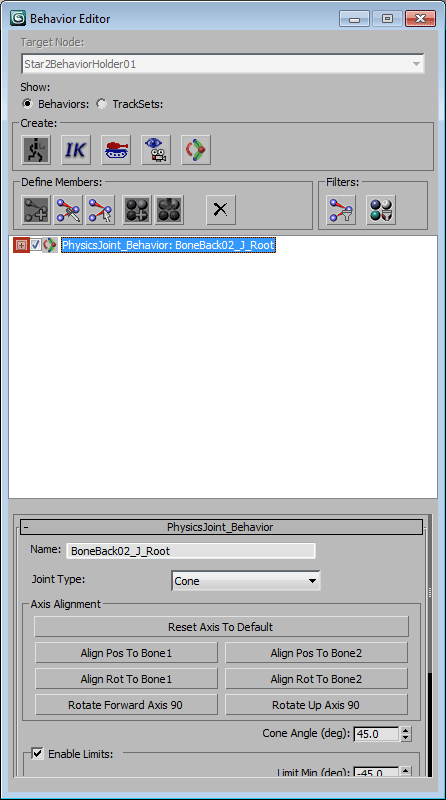 Behavior Editor
Target Node:
Star2BehaviorHolder01
Show:
Behaviors: TrackSets:
Create:
IK
Define Members: Filters:
PhysicsJoint_Behavior: BoneBack02_J_Root
- PhysicsJoint_Behavior
Name: BoneBack02_J_Root
Joint Type: Cone
Axis Alignment
Reset Axis To Default
Align Pos To Bone1 Align Pos To Bone2
Align Rot To Bone1 Align Rot To Bone2
Rotate Forward Axis 90 Rotate Up Axis 90
Cone Angle (deg): 45.0
Enable Limits:
Limit Min (deg): -45.0